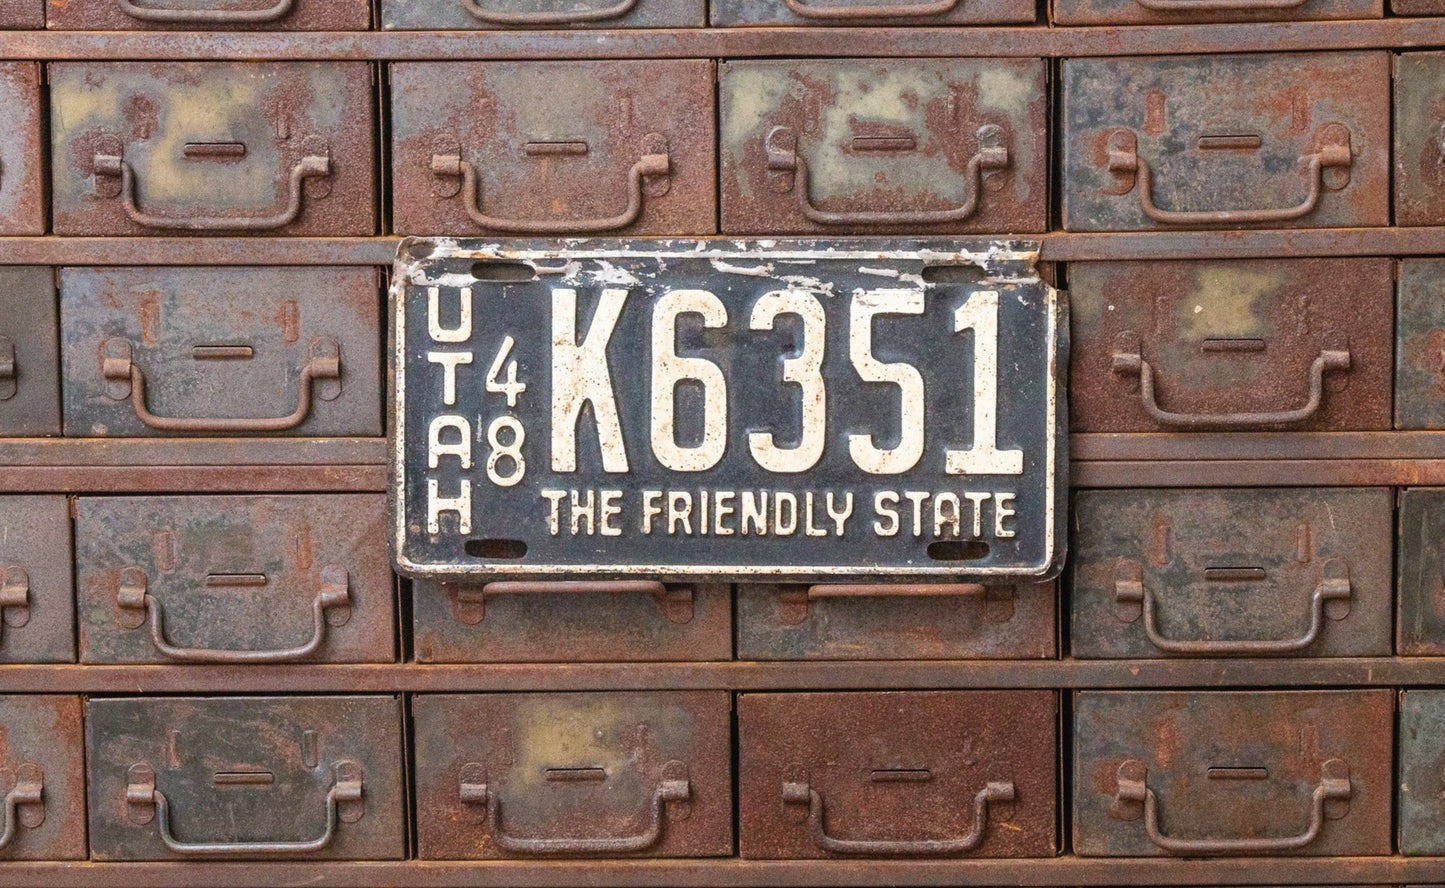 UTAH
48
K6351
THE FRIENDLY STATE